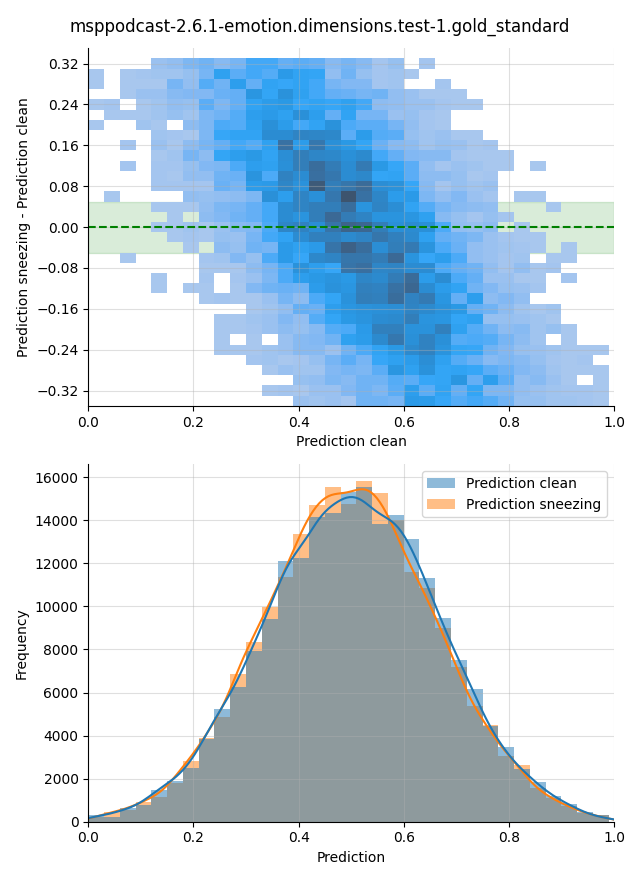 msppodcast-2.6.1-emotion.dimensions.test-1.gold_standard
Prediction sneezing - Prediction clean
0.32
0.24
0.16
0.08
0.00
−0.08
−0.16
−0.24
−0.32
0.0 0.2 0.4 0.6 0.8 1.0
Prediction clean
Frequency
16000
14000
12000
10000
8000
6000
4000
2000
0
Prediction clean
Prediction sneezing
0.0 0.2 0.4 0.6 0.8 1.0
Prediction